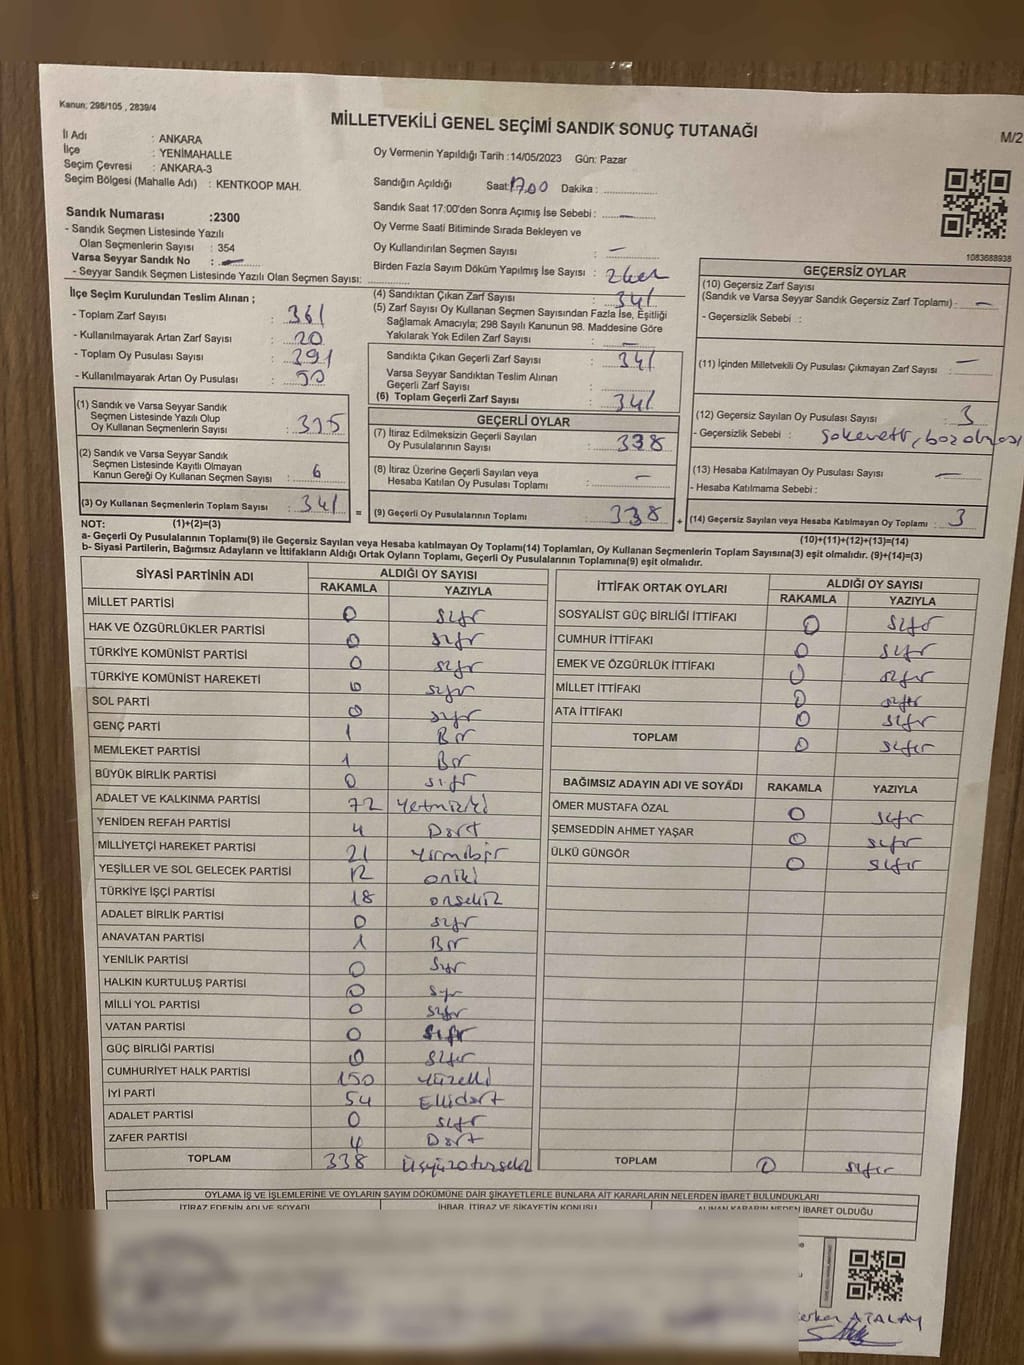 Kanun; 298/105 , 2839/4
MİLLETVEKİLİ GENEL SEÇİMİ SANDIK SONUÇ TUTANAĞI
M/2
İl Adı : ANKARA
İlçe : YENİMAHALLE
Seçim Çevresi : ANKARA-3
Seçim Bölgesi (Mahalle Adı) : KENTKOOP MAH.
Sandık Numarası :2300
- Sandık Seçmen Listesinde Yazılı
Olan Seçmenlerin Sayısı : 354
Varsa Seyyar Sandık No : —
- Seyyar Sandık Seçmen Listesinde Yazılı Olan Seçmen Sayısı:
Oy Vermenin Yapıldığı Tarih :14/05/2023 Gün: Pazar
Sandığın Açıldığı Saat: 17.00 Dakika :
Sandık Saat 17:00'den Sonra Açımış İse Sebebi : —
Oy Verme Saati Bitiminde Sırada Bekleyen ve
Oy Kullandırılan Seçmen Sayısı : —
Birden Fazla Sayım Döküm Yapılmış İse Sayısı : 2 kez
1083688938
İlçe Seçim Kurulundan Teslim Alınan ;
- Toplam Zarf Sayısı : 361
- Kullanılmayarak Artan Zarf Sayısı : 20
- Toplam Oy Pusulası Sayısı : 391
- Kullanılmayarak Artan Oy Pusulası : 50
(1) Sandık ve Varsa Seyyar Sandık
Seçmen Listesinde Yazılı Olup
Oy Kullanan Seçmenlerin Sayısı : 335
(2) Sandık ve Varsa Seyyar Sandık
Seçmen Listesinde Kayıtlı Olmayan
Kanun Gereği Oy Kullanan Seçmen Sayısı : 6
(3) Oy Kullanan Seçmenlerin Toplam Sayısı : 341
(4) Sandıktan Çıkan Zarf Sayısı : 341
(5) Zarf Sayısı Oy Kullanan Seçmen Sayısından Fazla İse, Eşitliği
Sağlamak Amacıyla; 298 Sayılı Kanunun 98. Maddesine Göre
Yakılarak Yok Edilen Zarf Sayısı : —
Sandıkta Çıkan Geçerli Zarf Sayısı : 341
Varsa Seyyar Sandıktan Teslim Alınan
Geçerli Zarf Sayısı :
(6) Toplam Geçerli Zarf Sayısı : 341
GEÇERLİ OYLAR
(7) İtiraz Edilmeksizin Geçerli Sayılan
Oy Pusulalarının Sayısı : 338
(8) İtiraz Üzerine Geçerli Sayılan veya
Hesaba Katılan Oy Pusulası Toplamı : —
= (9) Geçerli Oy Pusulalarının Toplamı : 338
GEÇERSİZ OYLAR
(10) Geçersiz Zarf Sayısı
(Sandık ve Varsa Seyyar Sandık Geçersiz Zarf Toplamı) : —
- Geçersizlik Sebebi :
(11) İçinden Milletvekili Oy Pusulası Çıkmayan Zarf Sayısı : —
(12) Geçersiz Sayılan Oy Pusulası Sayısı : 3
- Geçersizlik Sebebi :
(13) Hesaba Katılmayan Oy Pusulası Sayısı : —
- Hesaba Katılmama Sebebi :
+ (14) Geçersiz Sayılan veya Hesaba Katılmayan Oy Toplamı : 3
NOT: (1)+(2)=(3)
(10)+(11)+(12)+(13)=(14)
a- Geçerli Oy Pusulalarının Toplamı(9) ile Geçersiz Sayılan veya Hesaba katılmayan Oy Toplamı(14) Toplamları, Oy Kullanan Seçmenlerin Toplam Sayısına(3) eşit olmalıdır. (9)+(14)=(3)
b- Siyasi Partilerin, Bağımsız Adayların ve İttifakların Aldığı Ortak Oyların Toplamı, Geçerli Oy Pusulalarının Toplamına(9) eşit olmalıdır.
SİYASİ PARTİNİN ADI ALDIĞI OY SAYISI
RAKAMLA YAZIYLA
MİLLET PARTİSİ 0 sıfır
HAK VE ÖZGÜRLÜKLER PARTİSİ 0 sıfır
TÜRKİYE KOMÜNİST PARTİSİ 0 sıfır
TÜRKİYE KOMÜNİST HAREKETİ 0 sıfır
SOL PARTİ 0 sıfır
GENÇ PARTİ 1 Bir
MEMLEKET PARTİSİ 1 Bir
BÜYÜK BİRLİK PARTİSİ 0 sıfır
ADALET VE KALKINMA PARTİSİ 72 Yetmişiki
YENİDEN REFAH PARTİSİ 4 Dört
MİLLİYETÇİ HAREKET PARTİSİ 21 Yirmibir
YEŞİLLER VE SOL GELECEK PARTİSİ 12 oniki
TÜRKİYE İŞÇİ PARTİSİ 18 onsekiz
ADALET BİRLİK PARTİSİ 0 sıfır
ANAVATAN PARTİSİ 1 Bir
YENİLİK PARTİSİ 0 sıfır
HALKIN KURTULUŞ PARTİSİ 0 sıfır
MİLLİ YOL PARTİSİ 0 sıfır
VATAN PARTİSİ 0 sıfır
GÜÇ BİRLİĞİ PARTİSİ 0 sıfır
CUMHURİYET HALK PARTİSİ 150 Yüzelli
İYİ PARTİ 54 Ellidört
ADALET PARTİSİ 0 sıfır
ZAFER PARTİSİ 4 Dört
TOPLAM 338 Üçyüzotuzsekiz
İTTİFAK ORTAK OYLARI ALDIĞI OY SAYISI
RAKAMLA YAZIYLA
SOSYALİST GÜÇ BİRLİĞİ İTTİFAKI 0 sıfır
CUMHUR İTTİFAKI 0 sıfır
EMEK VE ÖZGÜRLÜK İTTİFAKI 0 sıfır
MİLLET İTTİFAKI 0 sıfır
ATA İTTİFAKI 0 sıfır
TOPLAM 0 sıfır
BAĞIMSIZ ADAYIN ADI VE SOYADI RAKAMLA YAZIYLA
ÖMER MUSTAFA ÖZAL 0 sıfır
ŞEMSEDDİN AHMET YAŞAR 0 sıfır
ÜLKÜ GÜNGÖR 0 sıfır
TOPLAM 0 sıfır
OYLAMA İŞ VE İŞLEMLERİNE VE OYLARIN SAYIM DÖKÜMÜNE DAİR ŞİKAYETLERLE BUNLARA AİT KARARLARIN NELERDEN İBARET BULUNDUKLARI
İTİRAZ EDENİN ADI VE SOYADI İHBAR, İTİRAZ VE ŞİKAYETİN KONUSU ALINAN KARARIN NEDEN İBARET OLDUĞU
ATALAY